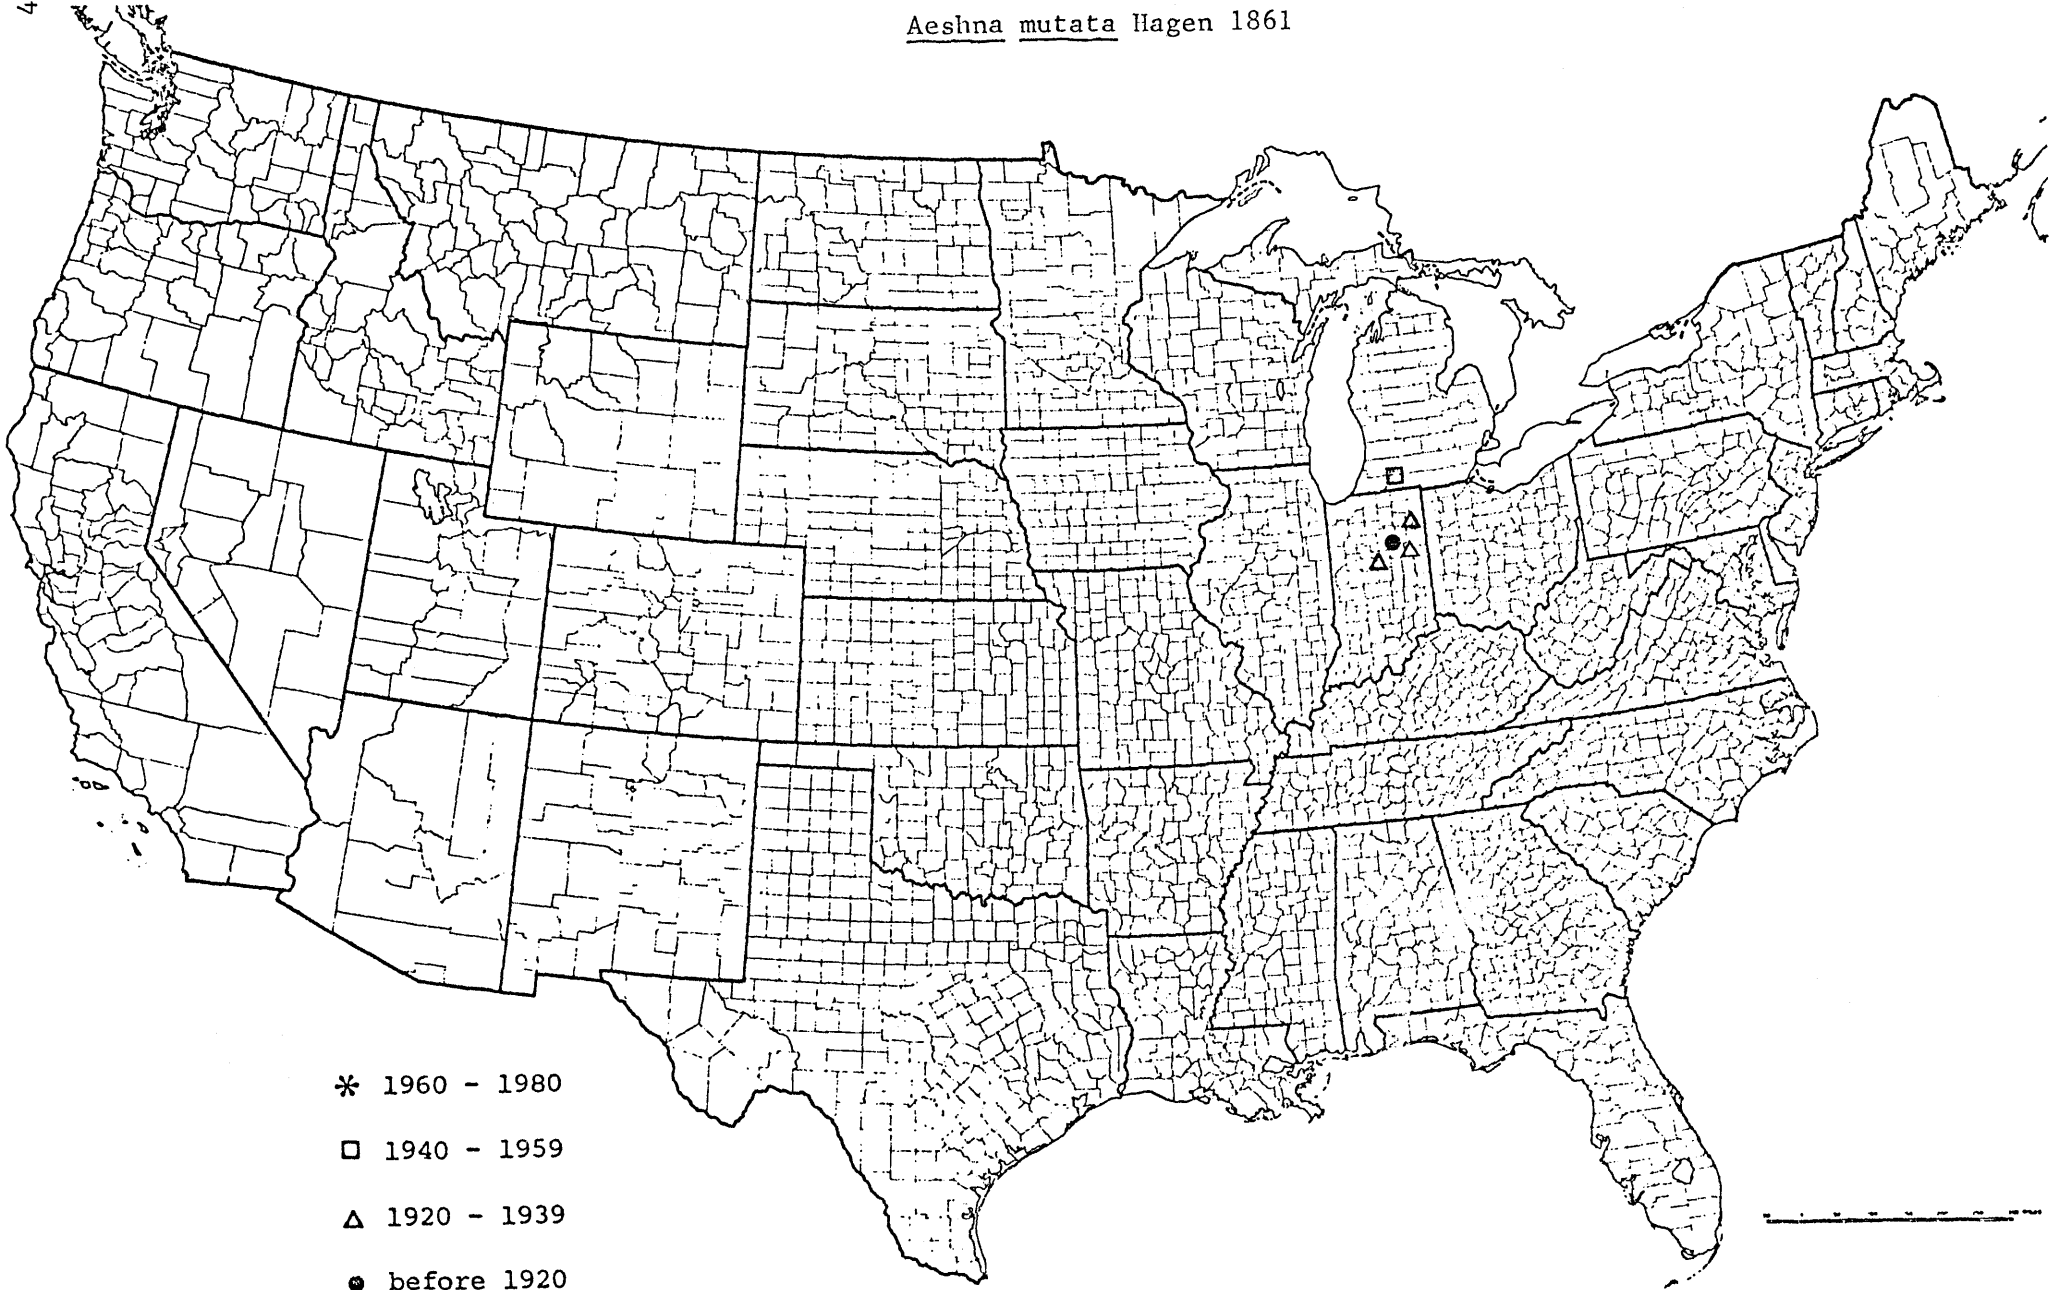 4
Aeshna mutata Hagen 1861
* 1960 - 1980
□ 1940 - 1959
△ 1920 - 1939
● before 1920